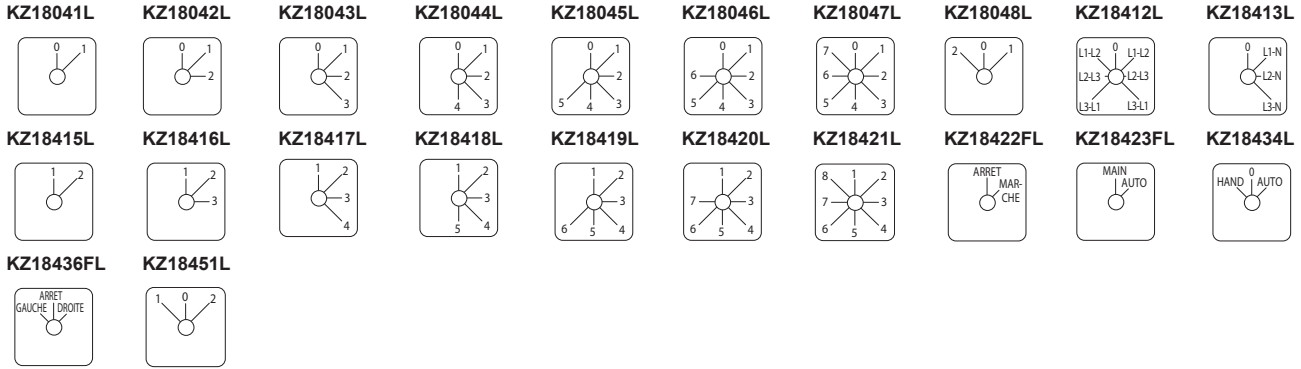 KZ18041L KZ18042L KZ18043L KZ18044L KZ18045L KZ18046L KZ18047L KZ18048L KZ18412L KZ18413L
0 1
0 1
2
0 1
2
3
0 1
2
4 3
0 1
2
5 4 3
0 1
6 2
5 4 3
7 0 1
6 2
5 4 3
2 0 1
L1-L2 0 L1-L2
L2-L3 L2-L3
L3-L1 L3-L1
0 L1-N
L2-N
L3-N
KZ18415L KZ18416L KZ18417L KZ18418L KZ18419L KZ18420L KZ18421L KZ18422FL KZ18423FL KZ18434L
1 2
1 2
3
1 2
3
4
1 2
3
5 4
1 2
3
6 5 4
1 2
7 3
6 5 4
8 1 2
7 3
6 5 4
ARRET
MAR-
CHE
MAIN
AUTO
0
HAND AUTO
KZ18436FL KZ18451L
ARRET
GAUCHE DROITE
1 0 2